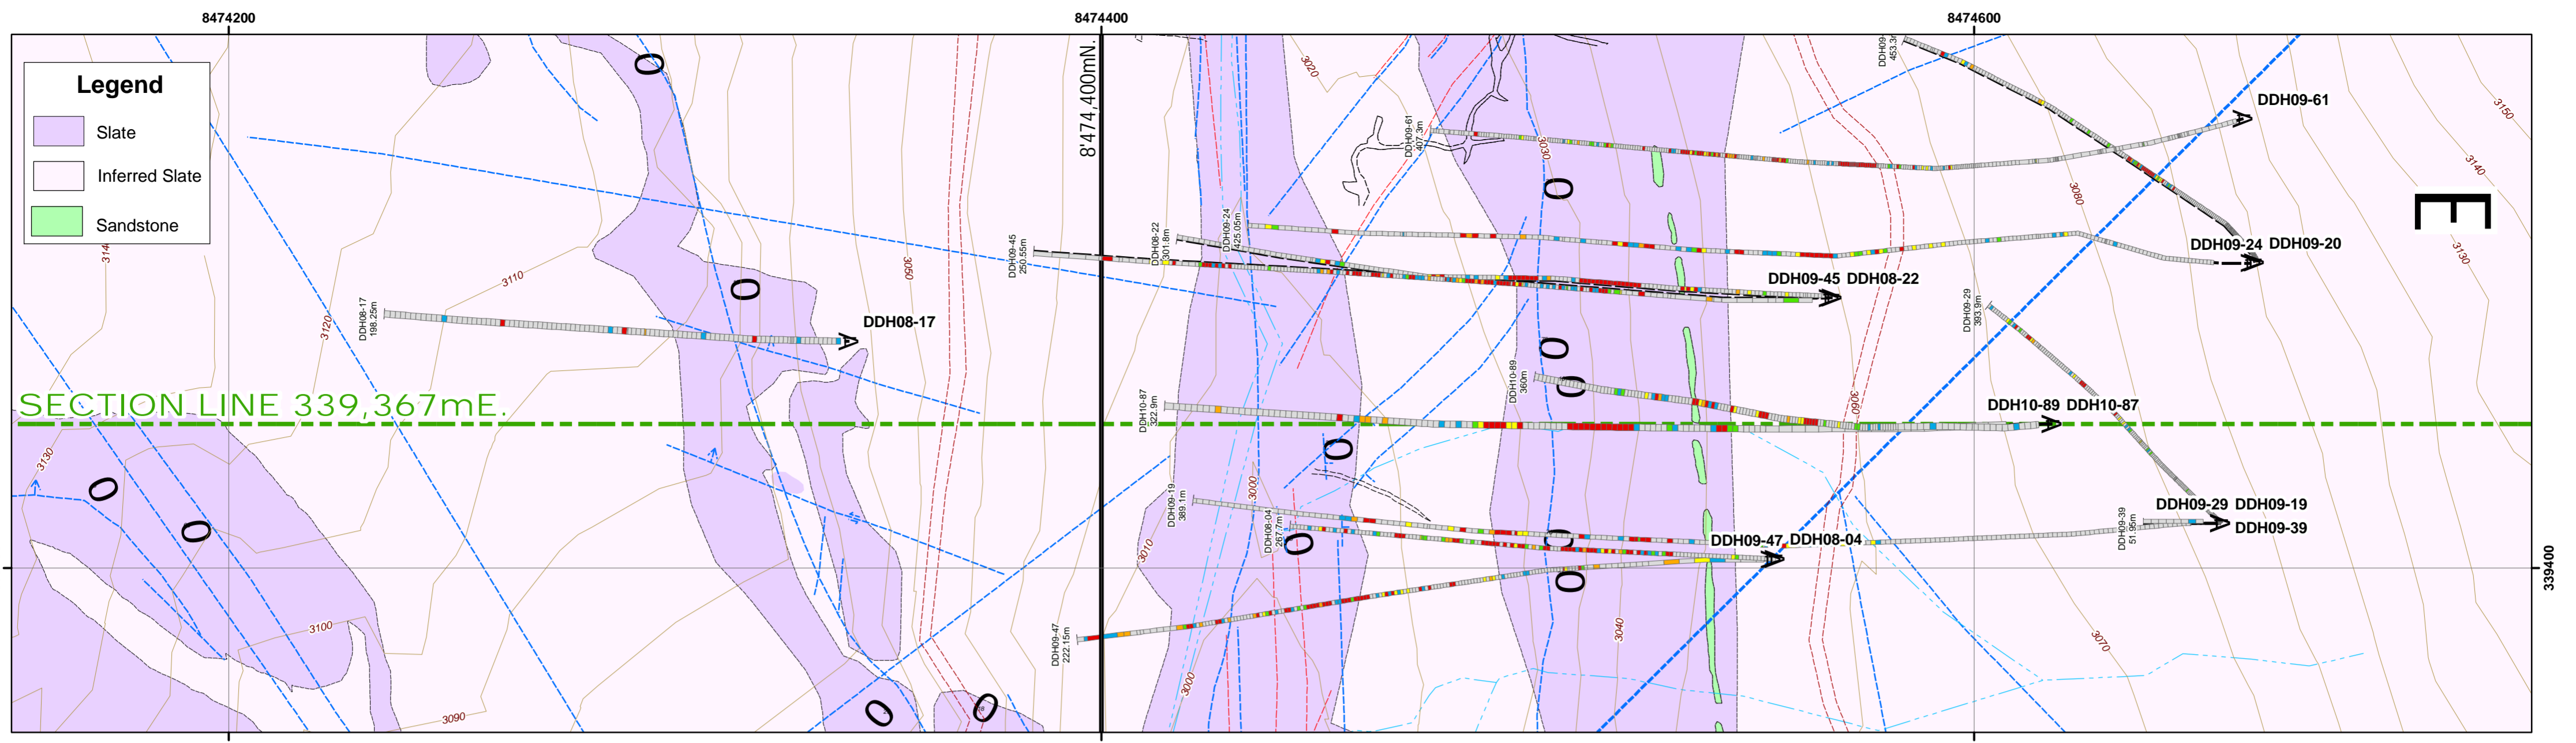 8474200
8474400
8474600
Legend
Slate
Inferred Slate
Sandstone
8'474,400mN.
SECTION LINE 339,367mE.
339400
E
DDH09-61
DDH09-24 DDH09-20
DDH09-45 DDH08-22
DDH08-17
DDH10-89 DDH10-87
DDH09-29 DDH09-19
DDH09-39
DDH09-47 DDH08-04
DDH09-61
407.3m
DDH09-24
425.05m
DDH08-22
301.8m
DDH09-45
250.55m
DDH08-17
198.25m
DDH09-29
393.9m
DDH10-89
360m
DDH10-87
322.9m
DDH09-19
389.1m
DDH08-04
267.7m
DDH09-39
51.95m
DDH09-47
222.15m
DDH09-
453.3m
3020
3030
3150
3140
3130
3080
3110
3120
3050
3060
3130
3000
3010
3100
3090
3000
3040
3070